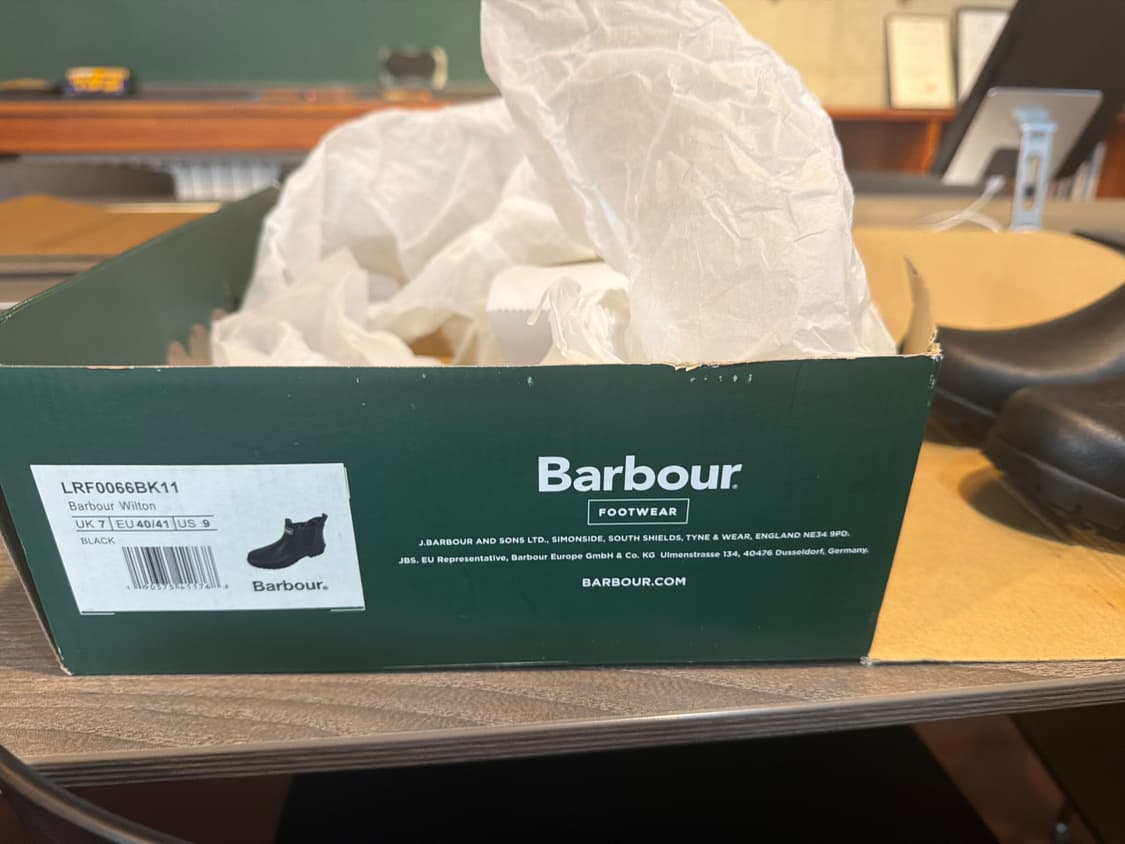 LRF0066BK11
Barbour Wilton
UK 7 EU 40/41 US 9
BLACK
Barbour®
Barbour®
FOOTWEAR
J.BARBOUR AND SONS LTD., SIMONSIDE, SOUTH SHIELDS, TYNE & WEAR, ENGLAND NE34 9PD.
JBS. EU Representative, Barbour Europe GmbH & Co. KG Ulmenstrasse 134, 40476 Dusseldorf, Germany.
BARBOUR.COM